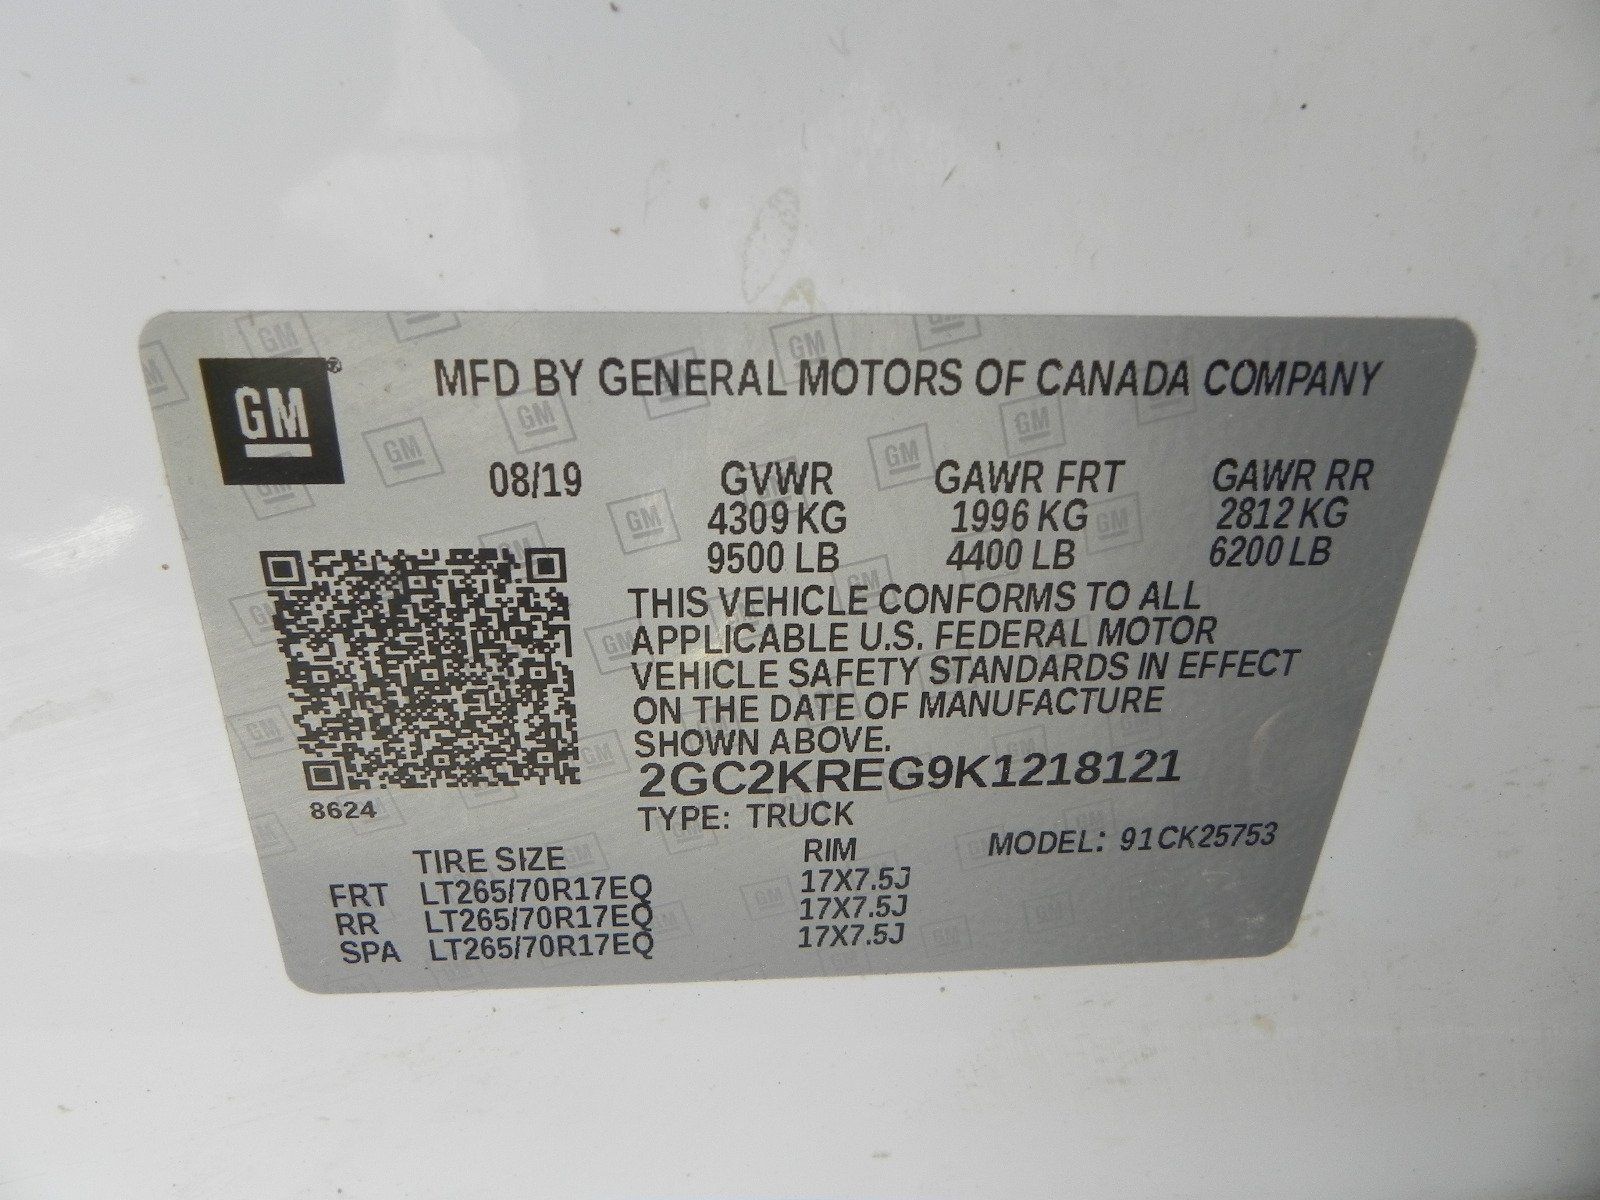 GM
MFD BY GENERAL MOTORS OF CANADA COMPANY
08/19 GVWR GAWR FRT GAWR RR
4309 KG 1996 KG 2812 KG
9500 LB 4400 LB 6200 LB
THIS VEHICLE CONFORMS TO ALL
APPLICABLE U.S. FEDERAL MOTOR
VEHICLE SAFETY STANDARDS IN EFFECT
ON THE DATE OF MANUFACTURE
SHOWN ABOVE.
2GC2KREG9K1218121
8624
TYPE: TRUCK
MODEL: 91CK25753
TIRE SIZE RIM
FRT LT265/70R17EQ 17X7.5J
RR LT265/70R17EQ 17X7.5J
SPA LT265/70R17EQ 17X7.5J